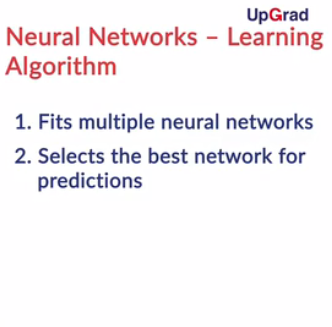 UpGrad
Neural Networks – Learning
Algorithm
1. Fits multiple neural networks
2. Selects the best network for
predictions